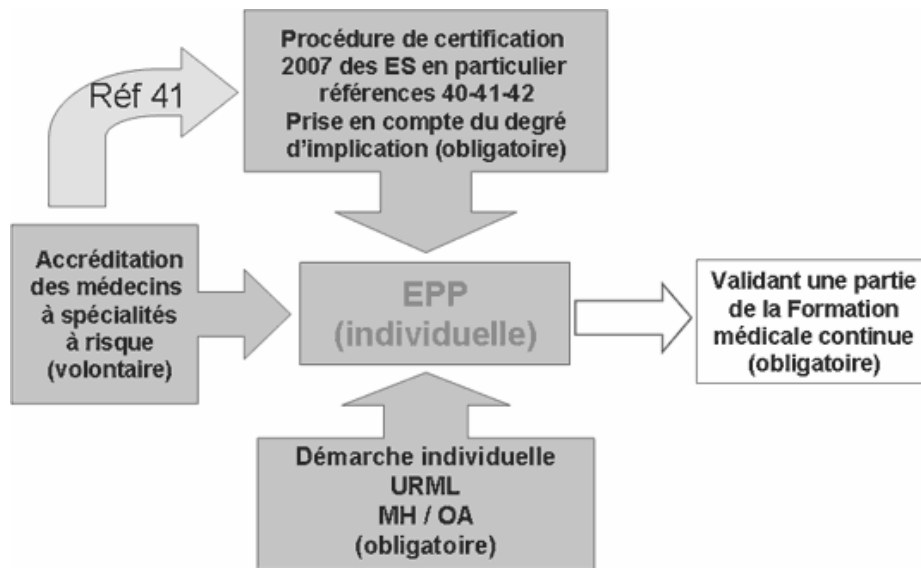 Procédure de certification
2007 des ES en particulier
références 40-41-42
Prise en compte du degré
d'implication (obligatoire)
Réf 41
Accréditation
des médecins
à spécialités
à risque
(volontaire)
EPP
(individuelle)
Validant une partie
de la Formation
médicale continue
(obligatoire)
Démarche individuelle
URML
MH / OA
(obligatoire)